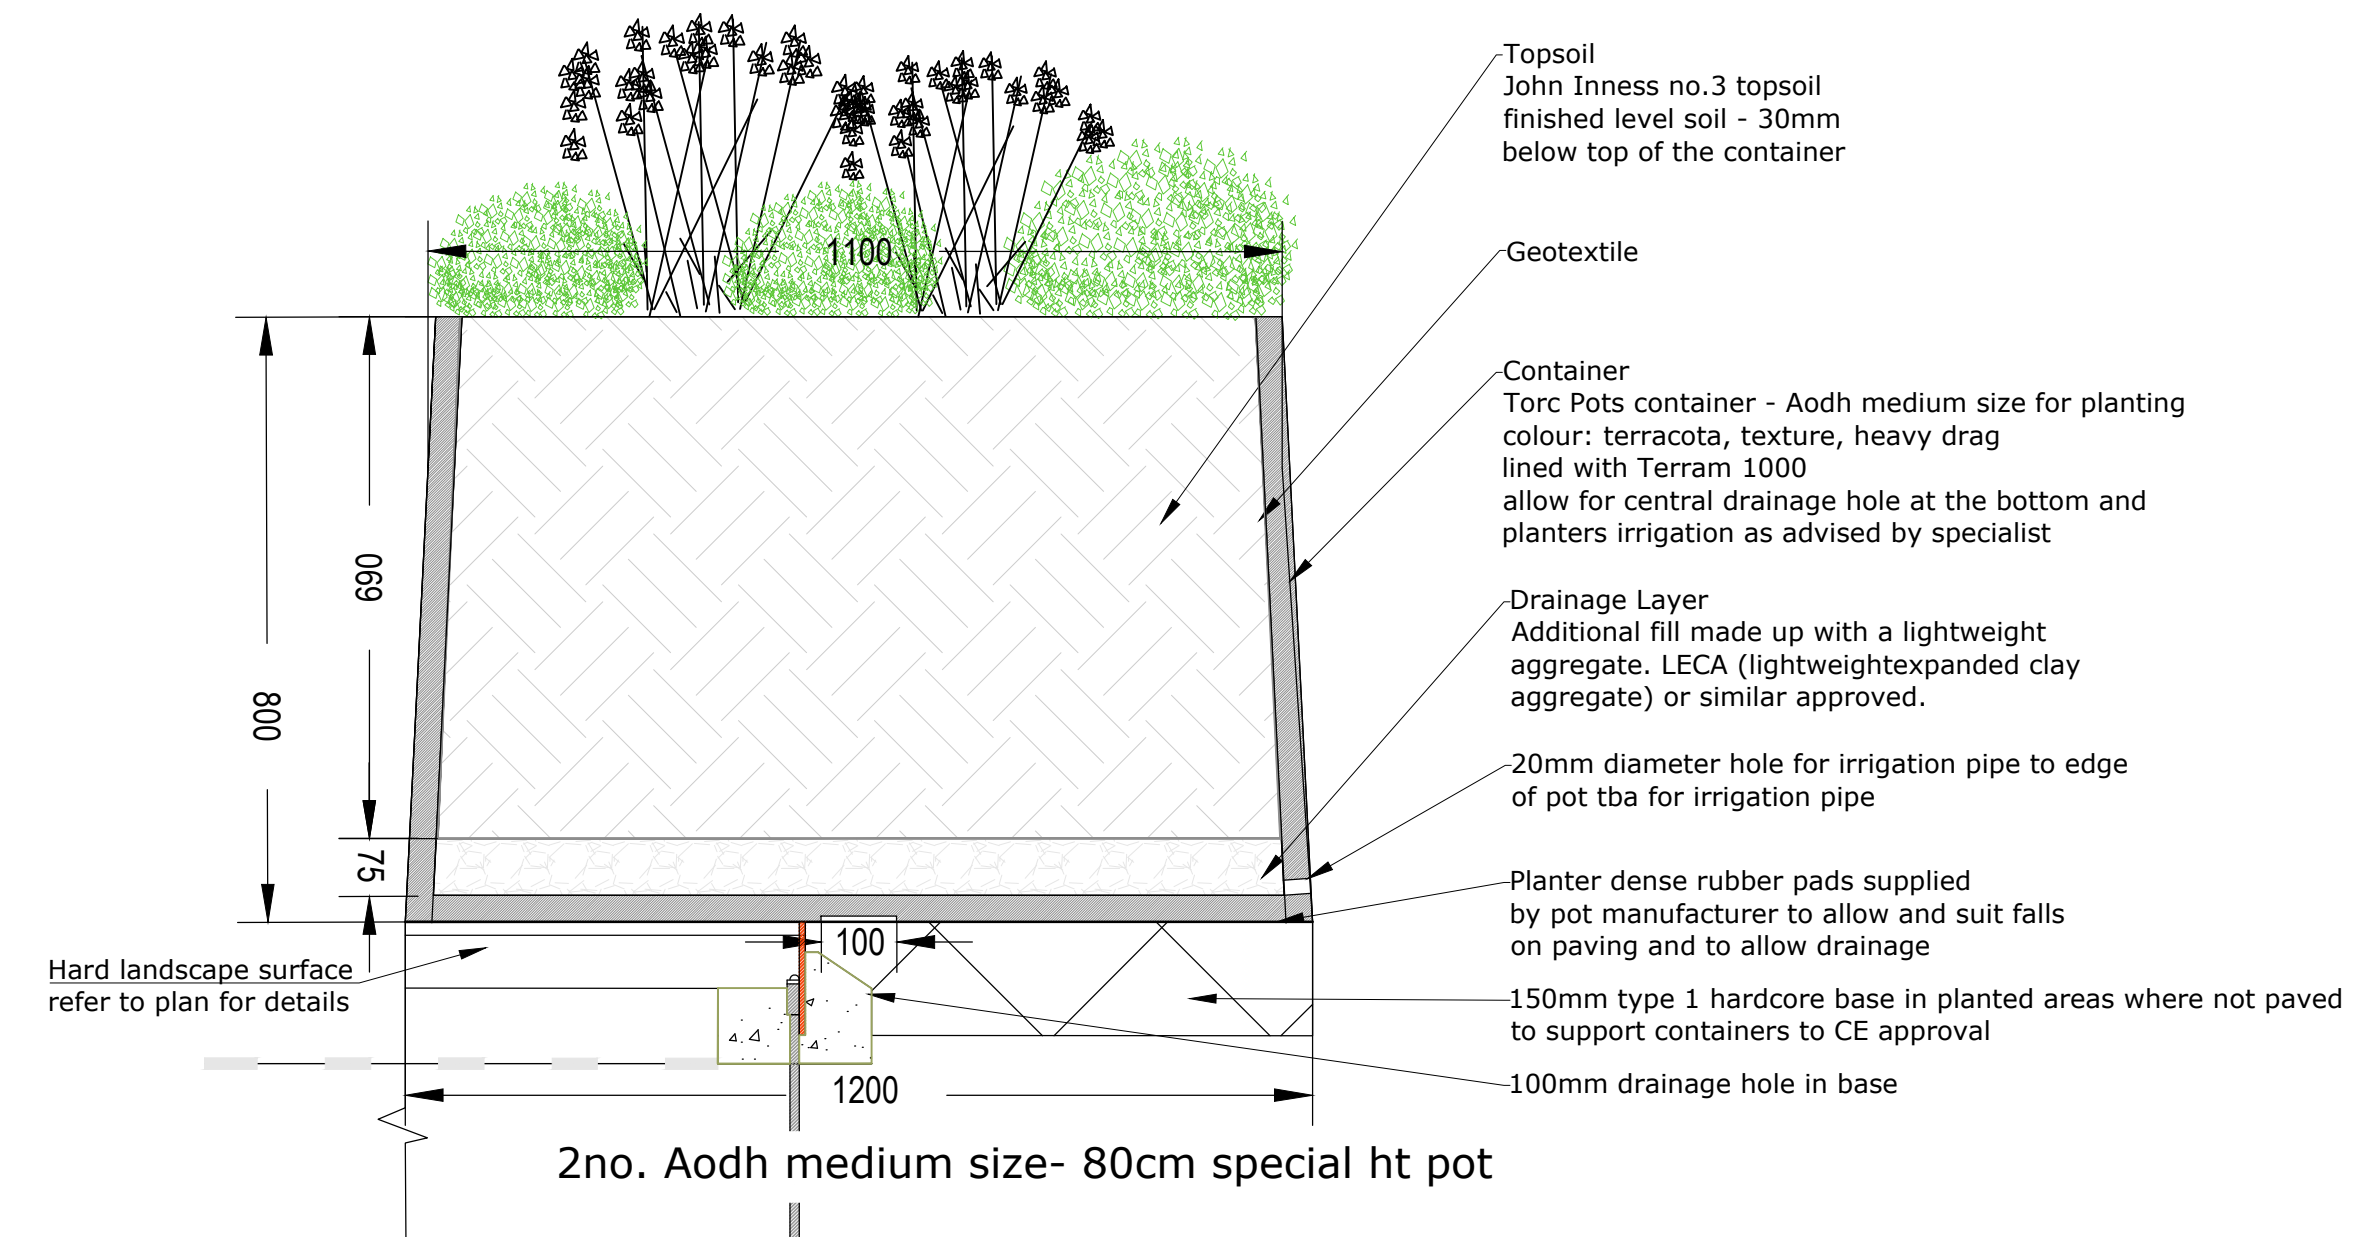 Topsoil
John Inness no.3 topsoil
finished level soil - 30mm
below top of the container
1100
Geotextile
Container
Torc Pots container - Aodh medium size for planting
colour: terracota, texture, heavy drag
lined with Terram 1000
allow for central drainage hole at the bottom and
planters irrigation as advised by specialist
690
800
75
Drainage Layer
Additional fill made up with a lightweight
aggregate. LECA (lightweightexpanded clay
aggregate) or similar approved.
20mm diameter hole for irrigation pipe to edge
of pot tba for irrigation pipe
Planter dense rubber pads supplied
by pot manufacturer to allow and suit falls
on paving and to allow drainage
100
Hard landscape surface
refer to plan for details
150mm type 1 hardcore base in planted areas where not paved
to support containers to CE approval
100mm drainage hole in base
1200
2no. Aodh medium size- 80cm special ht pot